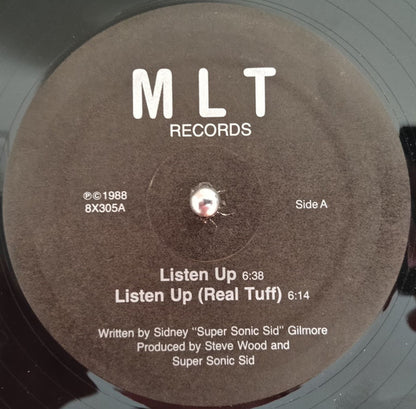 MLT
RECORDS
℗©1988
8X305A
Side A
Listen Up 6:38
Listen Up (Real Tuff) 6:14
Written by Sidney "Super Sonic Sid" Gilmore
Produced by Steve Wood and
Super Sonic Sid